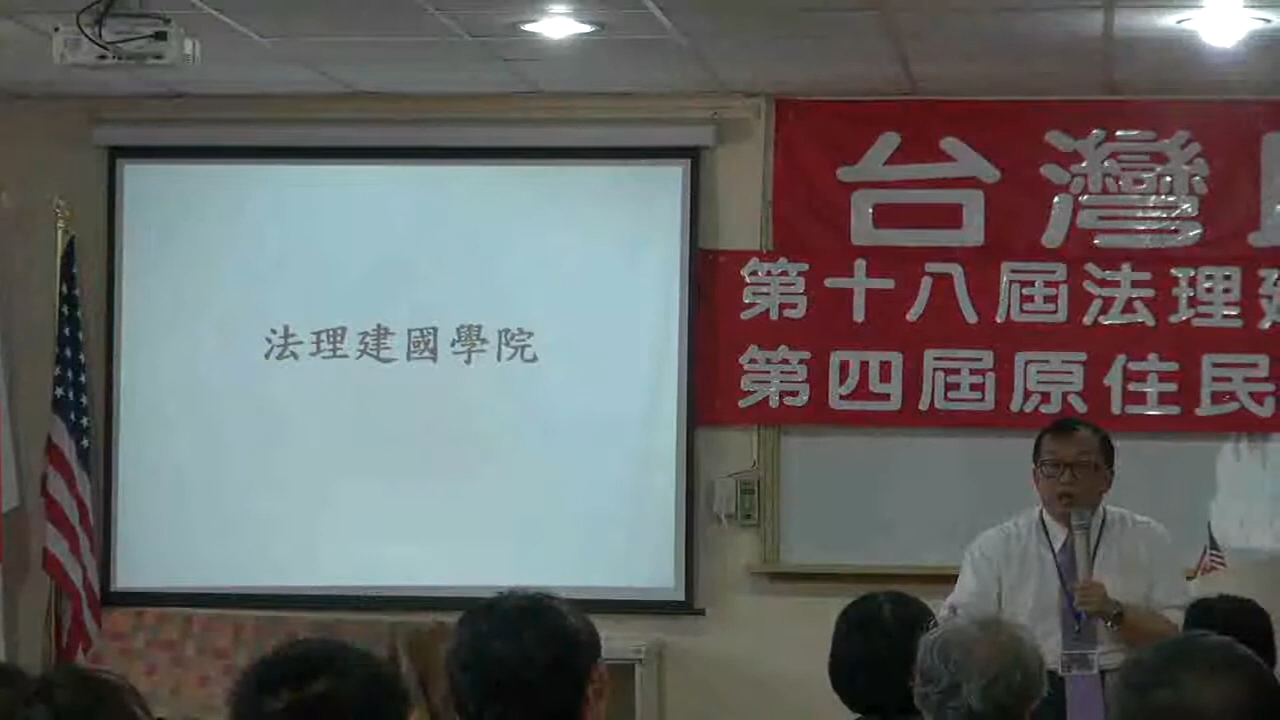 法理建國學院
台灣
第十八屆法理建
第四屆原住民